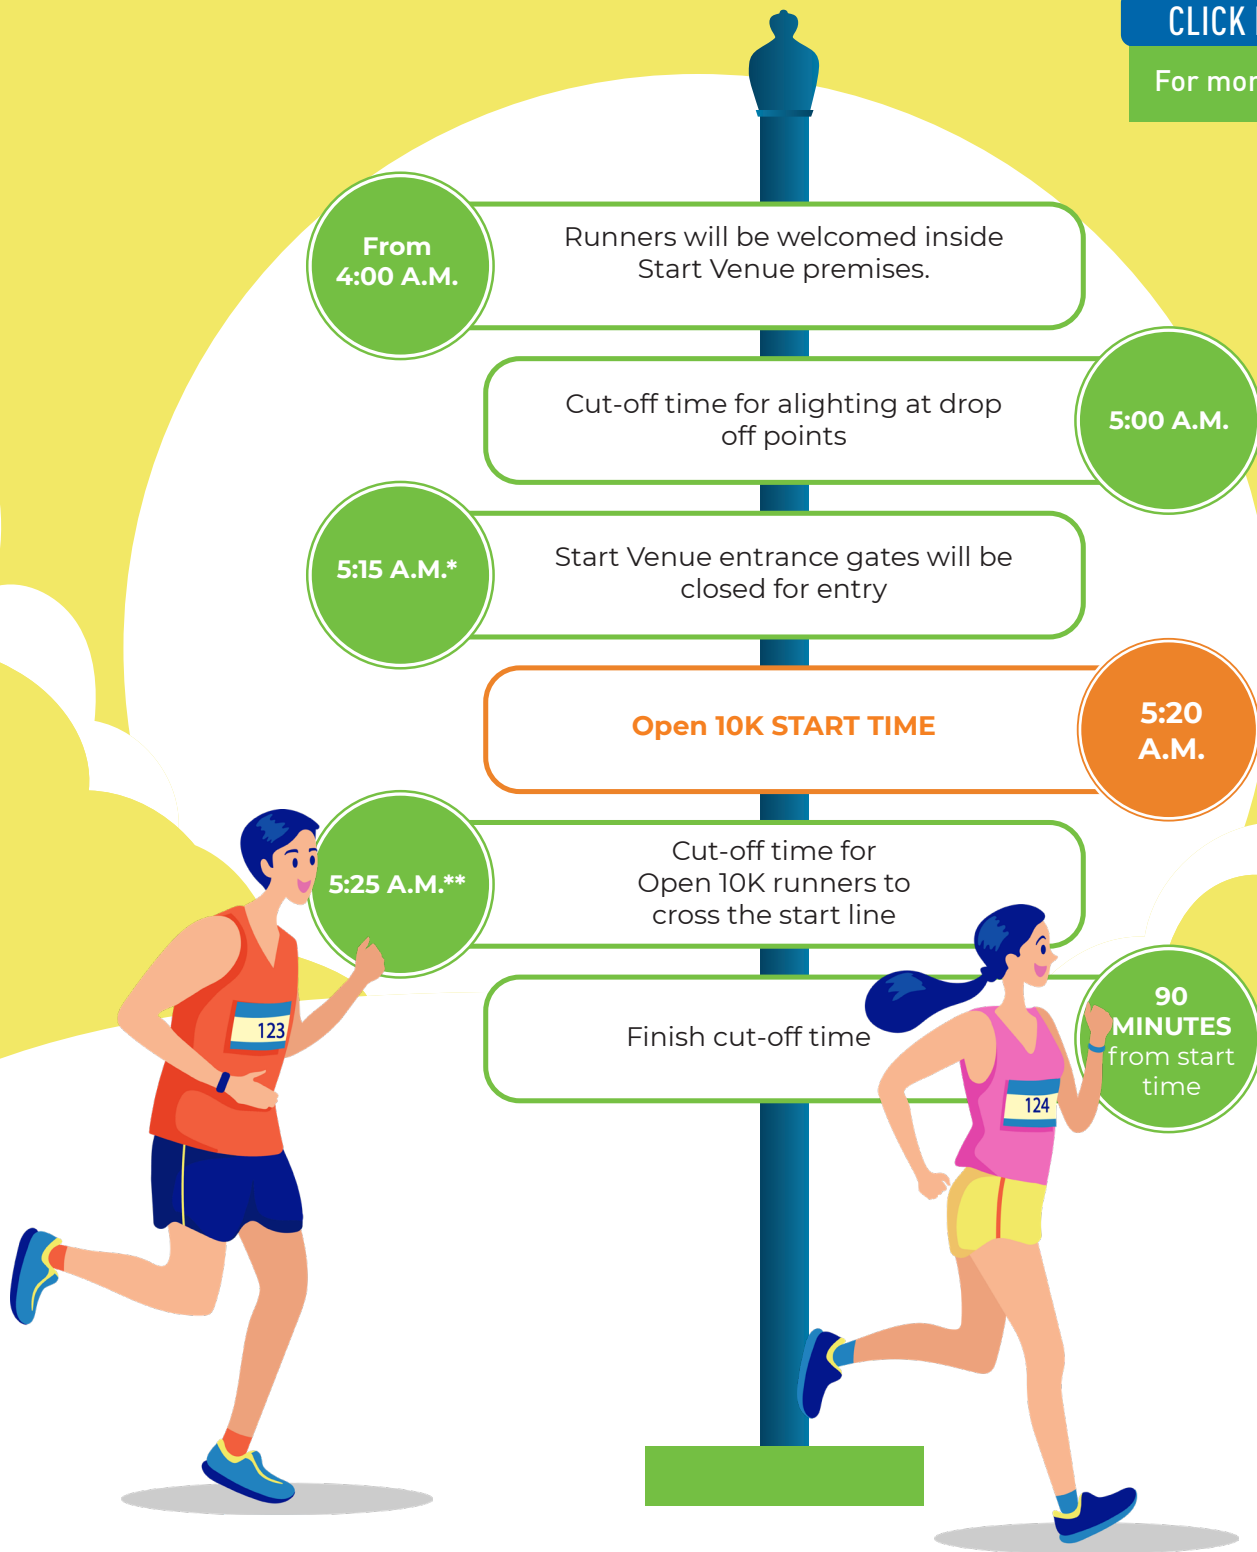 CLICK
For mor
From
4:00 A.M.
Runners will be welcomed inside
Start Venue premises.
Cut-off time for alighting at drop
off points
5:00 A.M.
5:15 A.M.*
Start Venue entrance gates will be
closed for entry
Open 10K START TIME
5:20
A.M.
5:25 A.M.**
Cut-off time for
Open 10K runners to
cross the start line
Finish cut-off time
90
MINUTES
from start
time
123
124